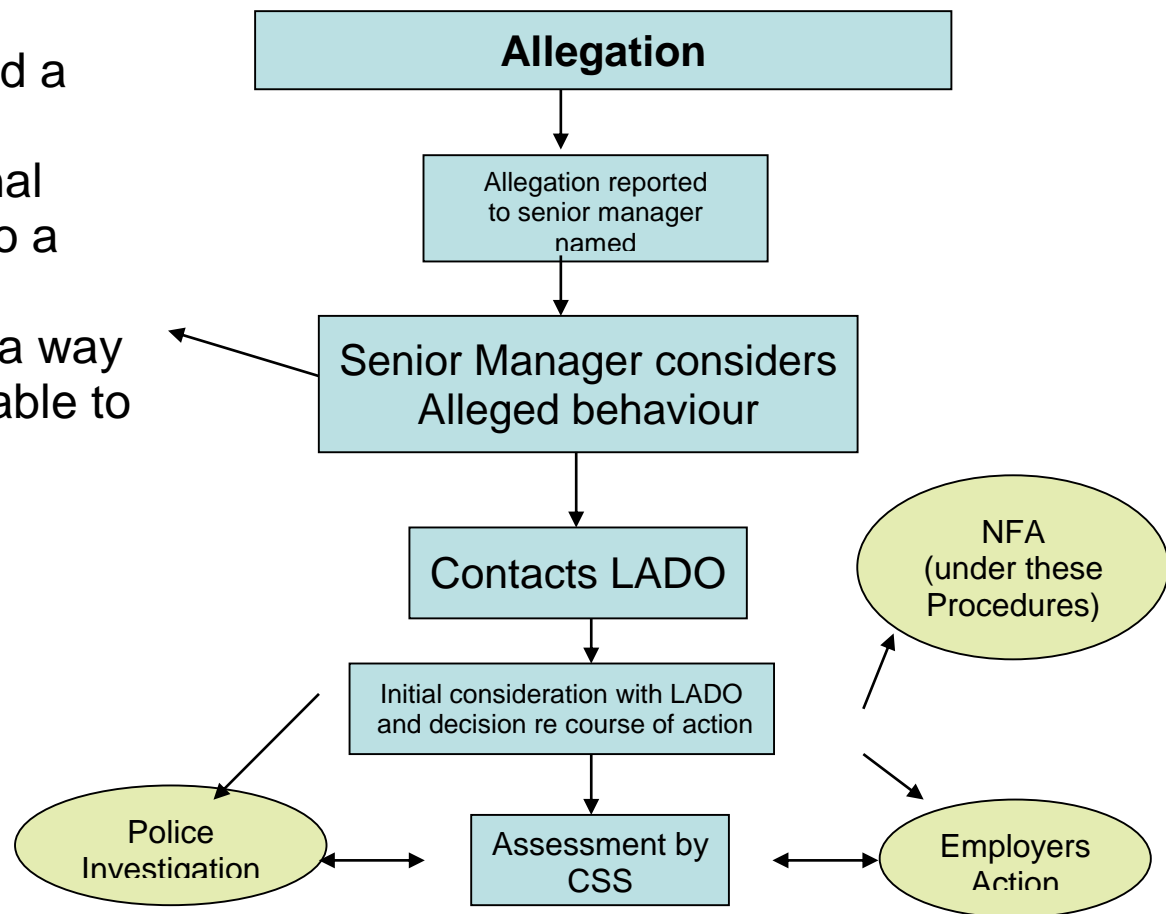 d a
nal
o a
a way
able to
Allegation
Allegation reported
to senior manager
named
Senior Manager considers
Alleged behaviour
Contacts LADO
NFA
(under these
Procedures)
Initial consideration with LADO
and decision re course of action
Police
Investigation
Assessment by
CSS
Employers
Action